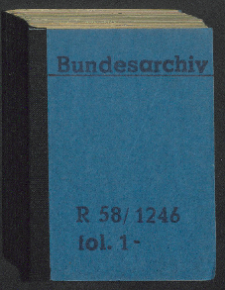 Bundesarchiv
R 58/1246
fol. 1-